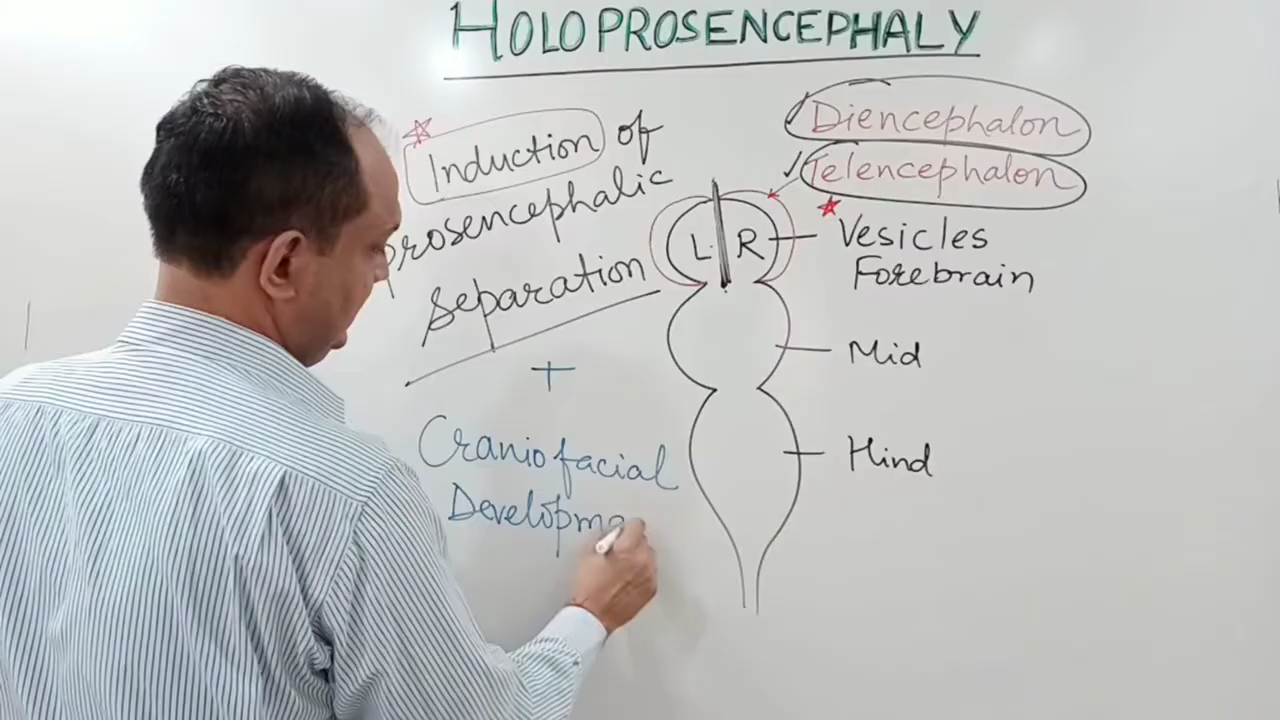 HOLOPROSENCEPHALY
Induction of
prosencephalic
separation
+
Craniofacial
Developme
Diencephalon
Telencephalon
L R
Vesicles
Forebrain
Mid
Hind